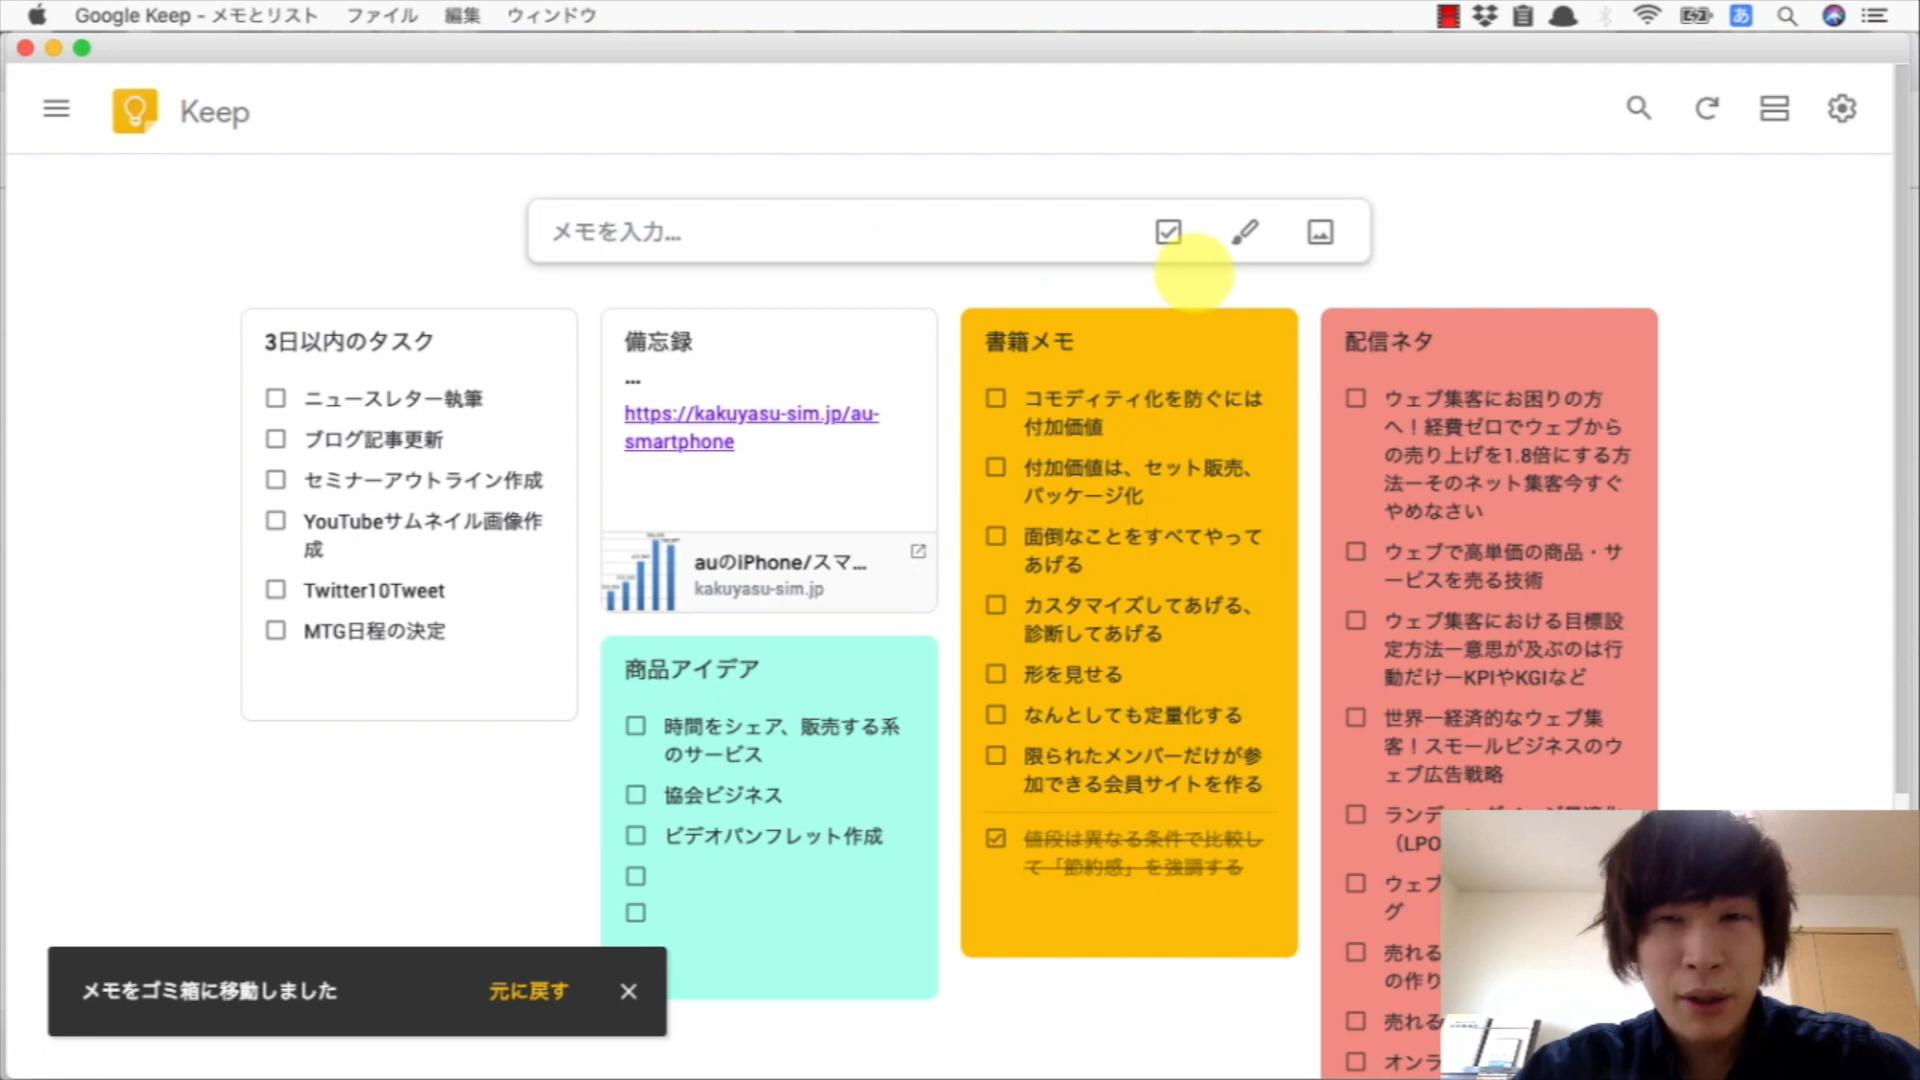 Google Keep - メモとリスト ファイル 編集 ウィンドウ
あ
Keep
メモを入力...
3日以内のタスク
ニュースレター執筆
ブログ記事更新
セミナーアウトライン作成
YouTubeサムネイル画像作
成
Twitter10Tweet
MTG日程の決定
備忘録
...
https://kakuyasu-sim.jp/au-
smartphone
auのiPhone/スマ...
kakuyasu-sim.jp
商品アイデア
時間をシェア、販売する系
のサービス
協会ビジネス
ビデオパンフレット作成
書籍メモ
コモディティ化を防ぐには
付加価値
付加価値は、セット販売、
パッケージ化
面倒なことをすべてやって
あげる
カスタマイズしてあげる、
診断してあげる
形を見せる
なんとしても定量化する
限られたメンバーだけが参
加できる会員サイトを作る
値段は異なる条件で比較し
て「節約感」を強調する
配信ネタ
ウェブ集客にお困りの方
へ！経費ゼロでウェブから
の売り上げを1.8倍にする方
法ーそのネット集客今すぐ
やめなさい
ウェブで高単価の商品・サ
ービスを売る技術
ウェブ集客における目標設
定方法ー意思が及ぶのは行
動だけーKPIやKGIなど
世界一経済的なウェブ集
客！スモールビジネスのウ
ェブ広告戦略
ランデ
（LPO
ウェブ
グ
売れる
の作り
売れる
オンラ
メモをゴミ箱に移動しました 元に戻す